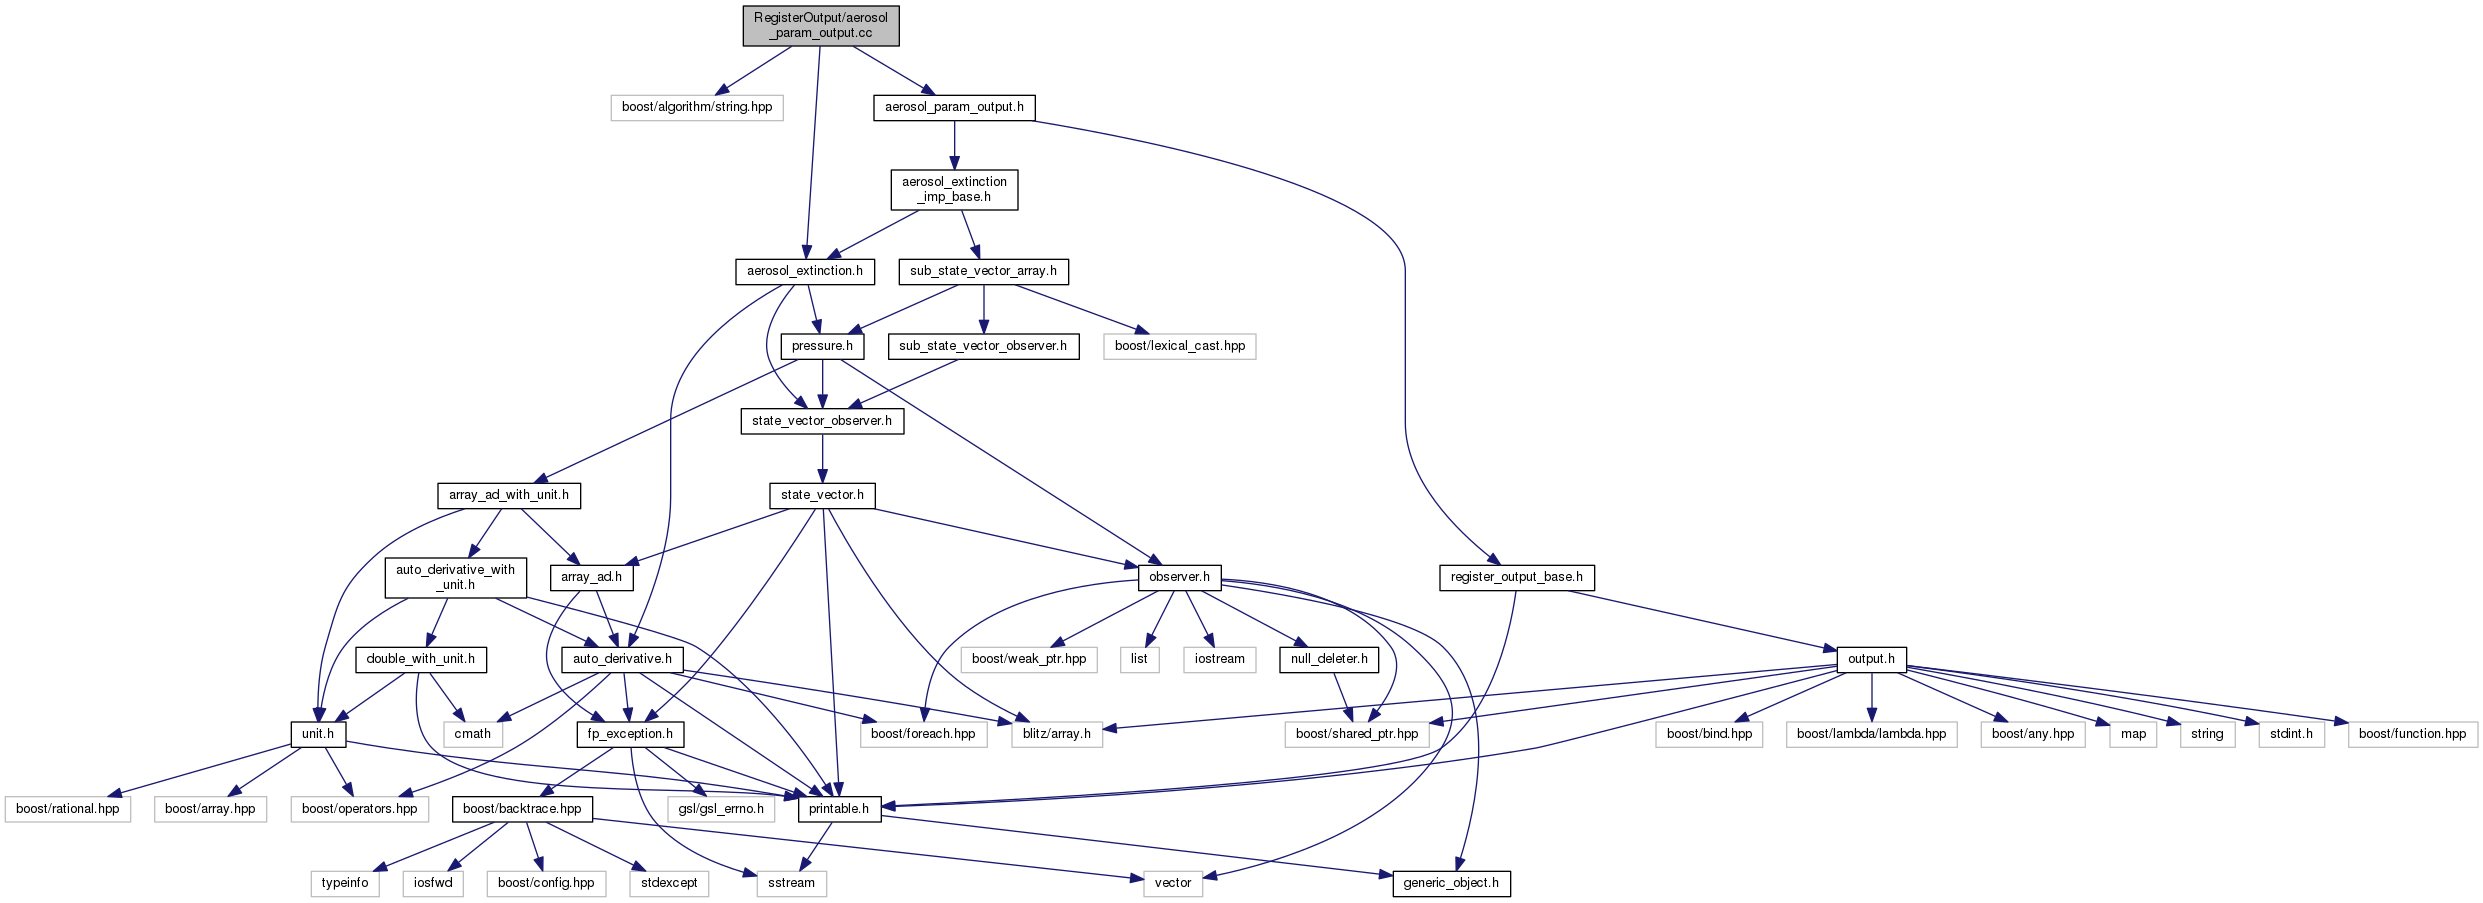 RegisterOutput/aerosol
_param_output.cc
boost/algorithm/string.hpp
aerosol_param_output.h
aerosol_extinction
_imp_base.h
aerosol_extinction.h
sub_state_vector_array.h
pressure.h
sub_state_vector_observer.h
boost/lexical_cast.hpp
state_vector_observer.h
array_ad_with_unit.h
state_vector.h
auto_derivative_with
_unit.h
array_ad.h
observer.h
register_output_base.h
double_with_unit.h
auto_derivative.h
boost/weak_ptr.hpp
list
iostream
null_deleter.h
output.h
unit.h
cmath
fp_exception.h
boost/foreach.hpp
blitz/array.h
boost/shared_ptr.hpp
boost/bind.hpp
boost/lambda/lambda.hpp
boost/any.hpp
map
string
stdint.h
boost/function.hpp
boost/rational.hpp
boost/array.hpp
boost/operators.hpp
boost/backtrace.hpp
gsl/gsl_errno.h
printable.h
typeinfo
iosfwd
boost/config.hpp
stdexcept
sstream
vector
generic_object.h